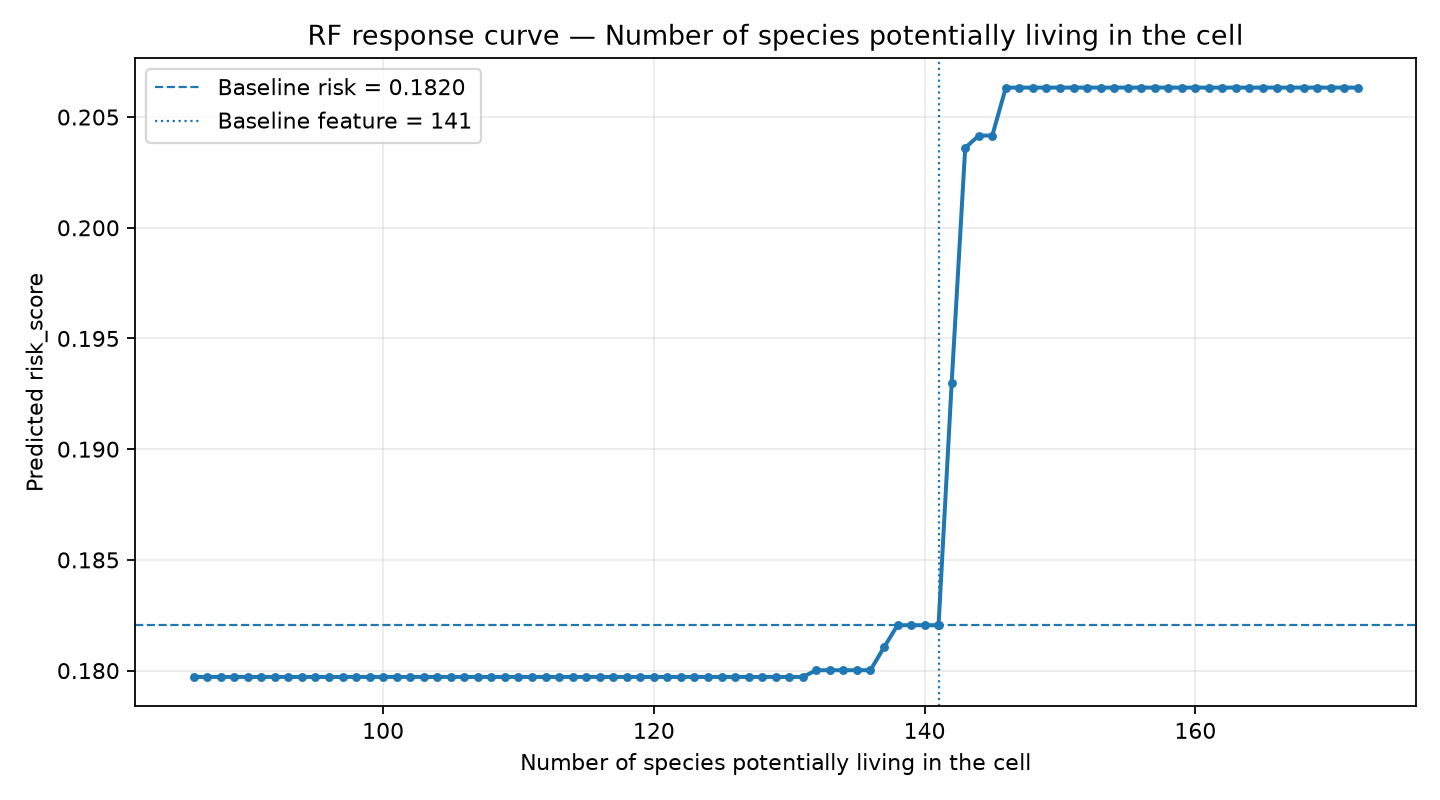 RF response curve — Number of species potentially living in the cell
Baseline risk = 0.1820
Baseline feature = 141
Predicted risk_score
0.205
0.200
0.195
0.190
0.185
0.180
100 120 140 160
Number of species potentially living in the cell